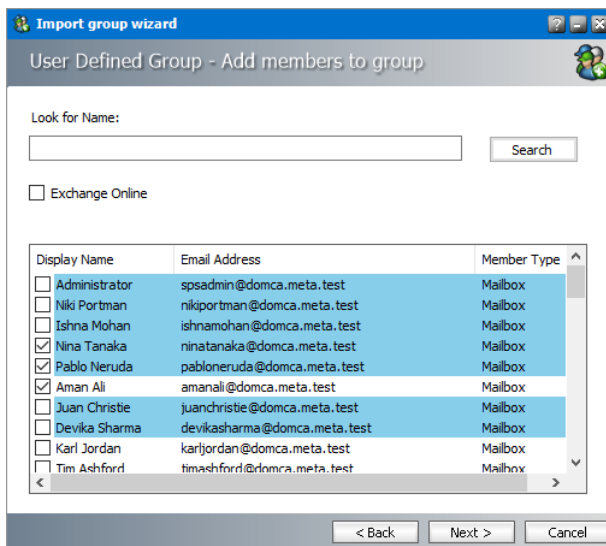 Import group wizard
User Defined Group - Add members to group
Look for Name:
Search
Exchange Online
Display Name Email Address Member Type
Administrator spsadmin@domca.meta.test Mailbox
Niki Portman nikiportman@domca.meta.test Mailbox
Ishna Mohan ishnamohan@domca.meta.test Mailbox
Nina Tanaka ninatanaka@domca.meta.test Mailbox
Pablo Neruda pabloneruda@domca.meta.test Mailbox
Aman Ali amanali@domca.meta.test Mailbox
Juan Christie juanchristie@domca.meta.test Mailbox
Devika Sharma devikasharma@domca.meta.test Mailbox
Karl Jordan karljordan@domca.meta.test Mailbox
Tim Ashford timashford@domca.meta.test Mailbox
< Back Next > Cancel